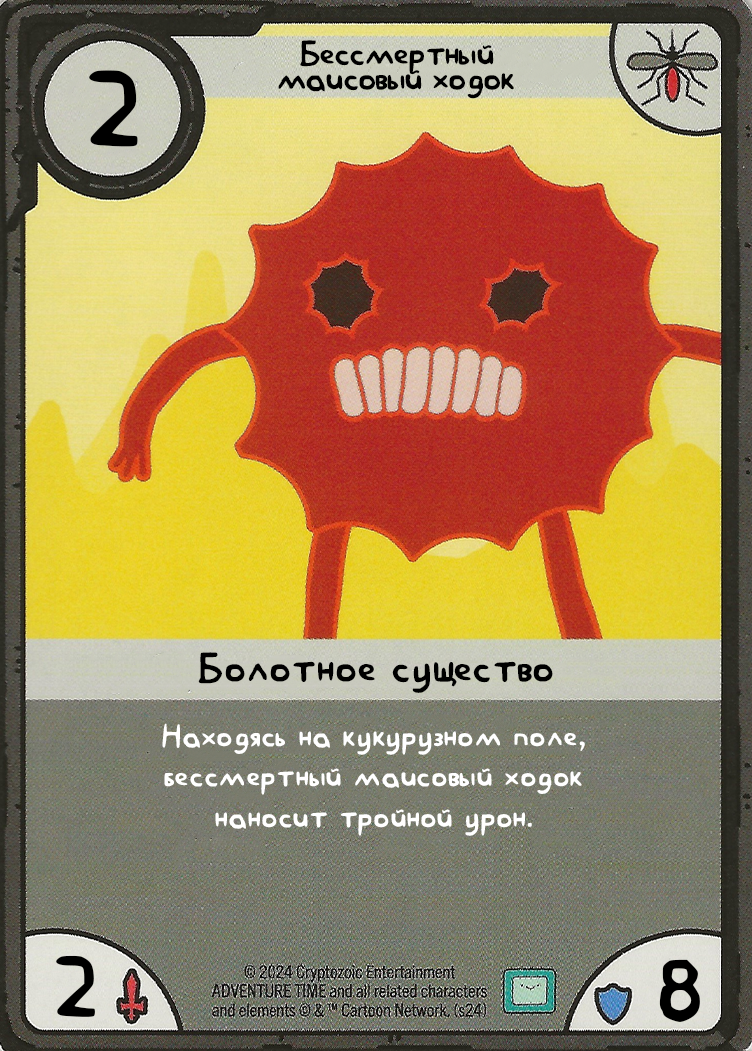 2
Бессмертный
маисовый ходок
Болотное существо
Находясь на кукурузном поле,
бессмертный маисовый ходок
наносит тройной урон.
2
© 2024 Cryptozoic Entertainment
ADVENTURE TIME and all related characters
and elements © & ™ Cartoon Network. (s24)
8